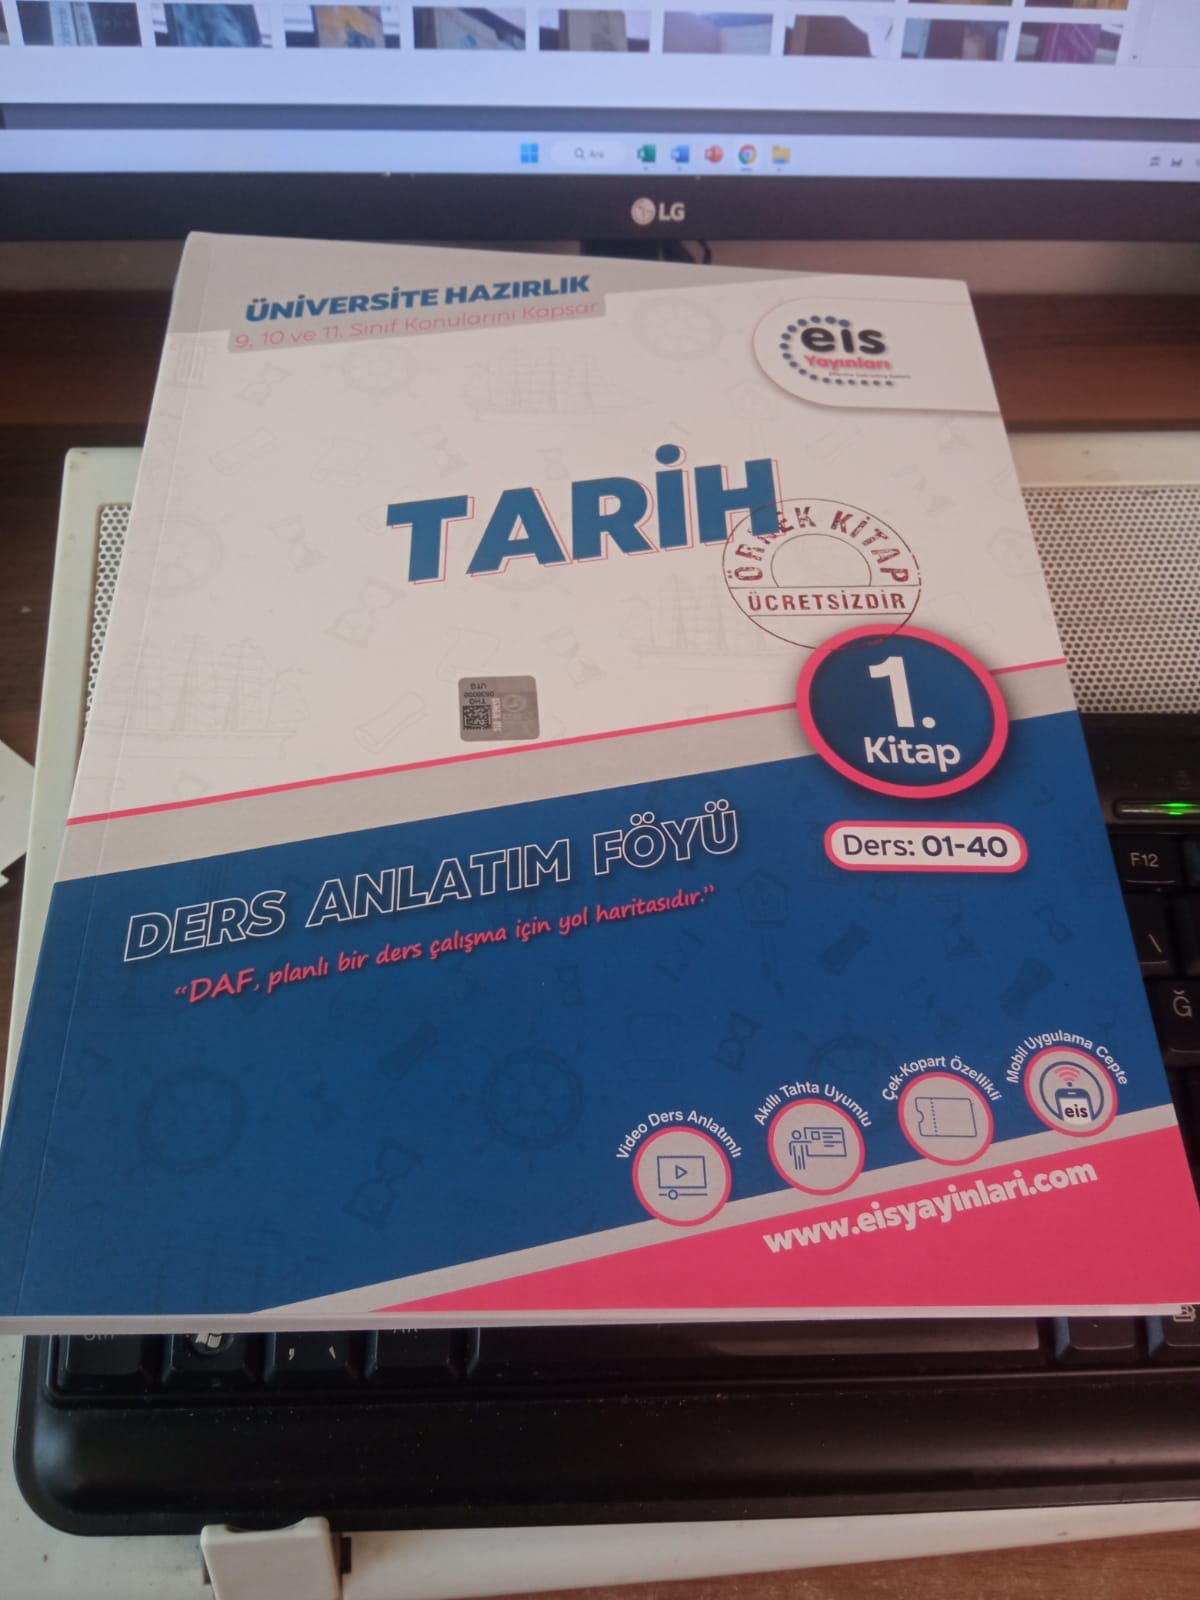 Ara
LG
ÜNİVERSİTE HAZIRLIK
9, 10 ve 11. Sınıf Konularını Kapsar
eis
Yayınları
TARİH
ÖRNEK KİTAP
ÜCRETSİZDİR
1.
Kitap
Ders: 01-40
DERS ANLATIM FÖYÜ
“DAF, planlı bir ders çalışma için yol haritasıdır.”
Video Ders Anlatımlı
Akıllı Tahta Uyumlu
Çek-Kopart Özellikli
Mobil Uygulama Cepte
eis
www.eisyayinlari.com
F12
\
Ğ